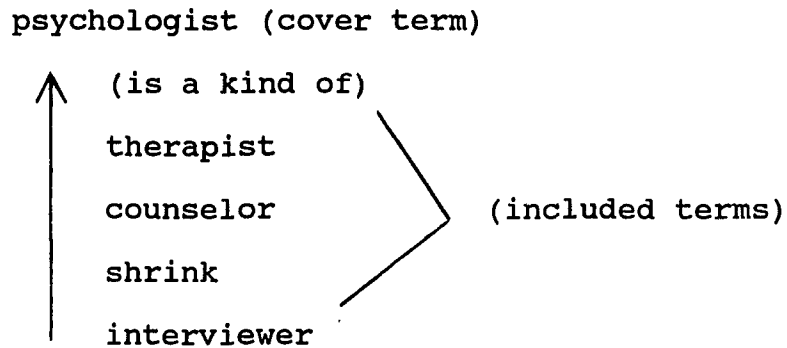 psychologist (cover term)
(is a kind of)
therapist
counselor (included terms)
shrink
interviewer